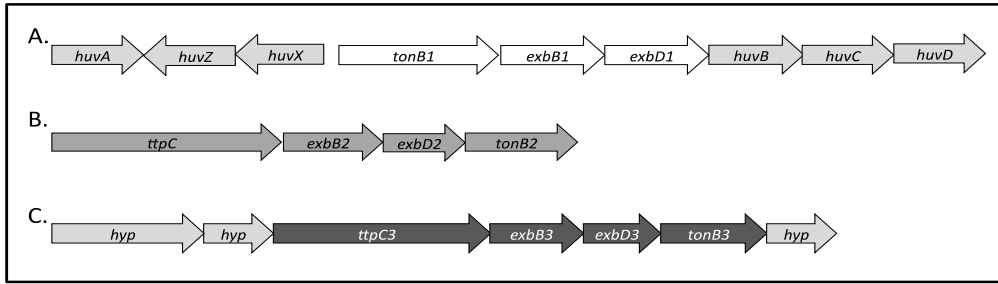 A. huvA huvZ huvX tonB1 exbB1 exbD1 huvB huvC huvD
B. ttpC exbB2 exbD2 tonB2
C. hyp hyp ttpC3 exbB3 exbD3 tonB3 hyp